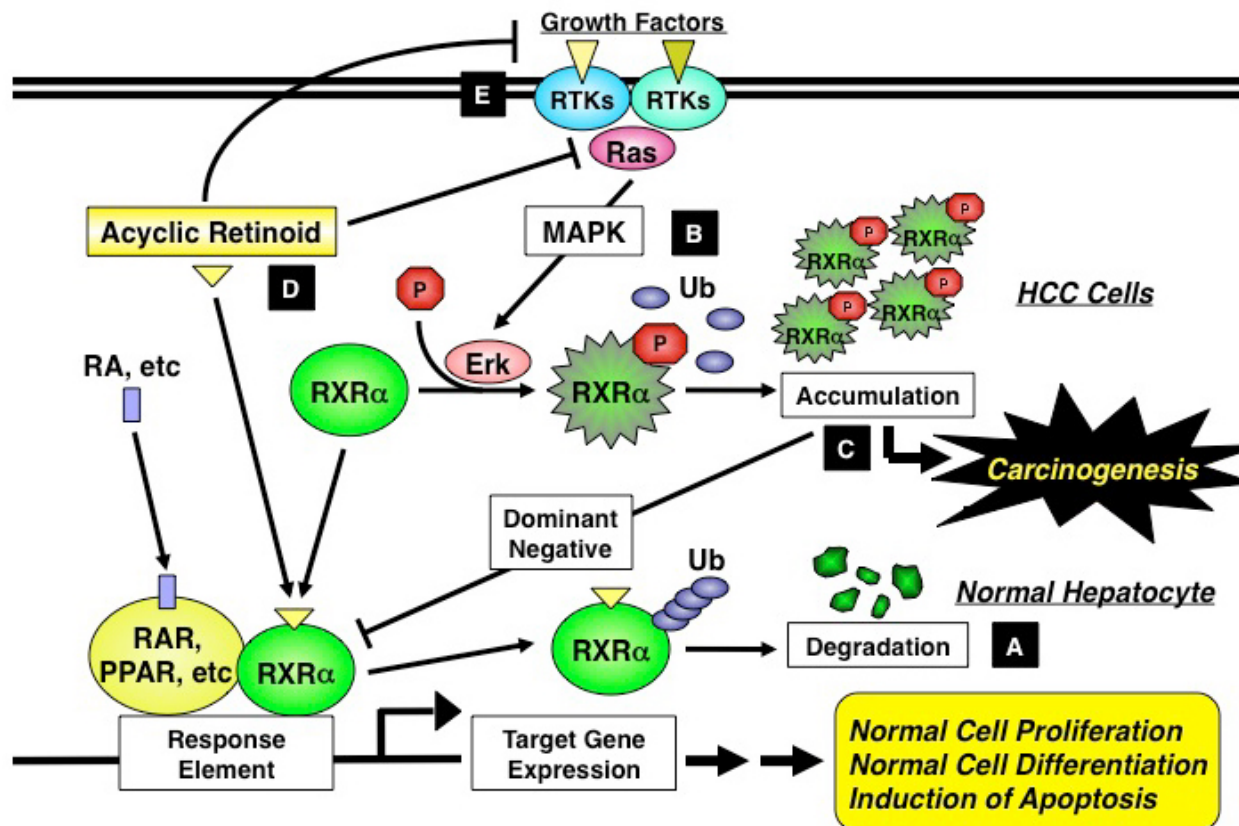 Growth Factors
E
RTKs
RTKs
Ras
Acyclic Retinoid
MAPK
B
P
RXRα
P
RXRα
P
RXRα
P
RXRα
HCC Cells
D
P
Ub
RA, etc
RXRα
Erk
P
RXRα
Accumulation
C
Carcinogenesis
Dominant
Negative
Ub
Normal Hepatocyte
RAR,
PPAR, etc
RXRα
RXRα
Degradation
A
Response
Element
Target Gene
Expression
Normal Cell Proliferation
Normal Cell Differentiation
Induction of Apoptosis